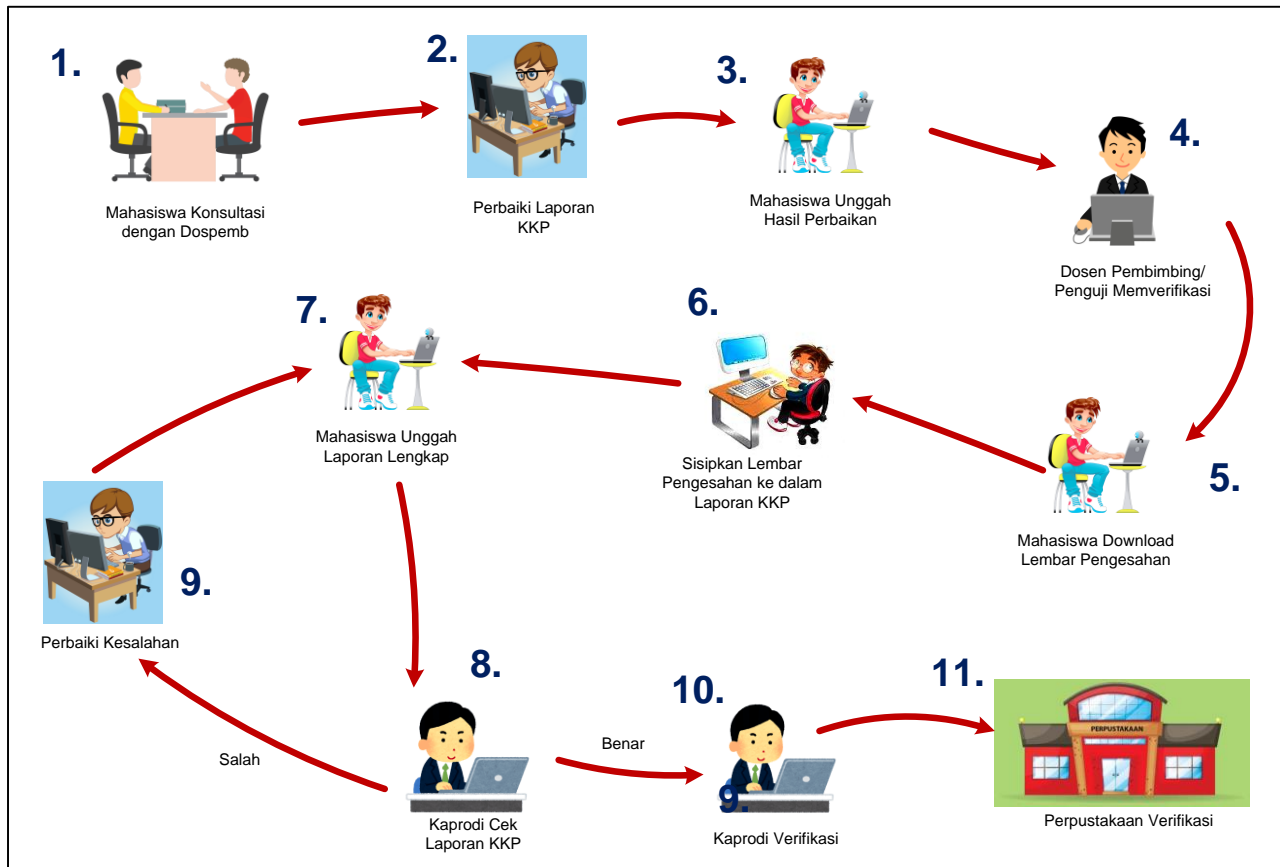 1.
Mahasiswa Konsultasi
dengan Dospemb
2.
Perbaiki Laporan
KKP
3.
Mahasiswa Unggah
Hasil Perbaikan
4.
Dosen Pembimbing/
Penguji Memverifikasi
5.
Mahasiswa Download
Lembar Pengesahan
6.
Sisipkan Lembar
Pengesahan ke dalam
Laporan KKP
7.
Mahasiswa Unggah
Laporan Lengkap
8.
Kaprodi Cek
Laporan KKP
Salah
9.
Perbaiki Kesalahan
Benar
10.
9.
Kaprodi Verifikasi
11.
PERPUSTAKAAN
Perpustakaan Verifikasi